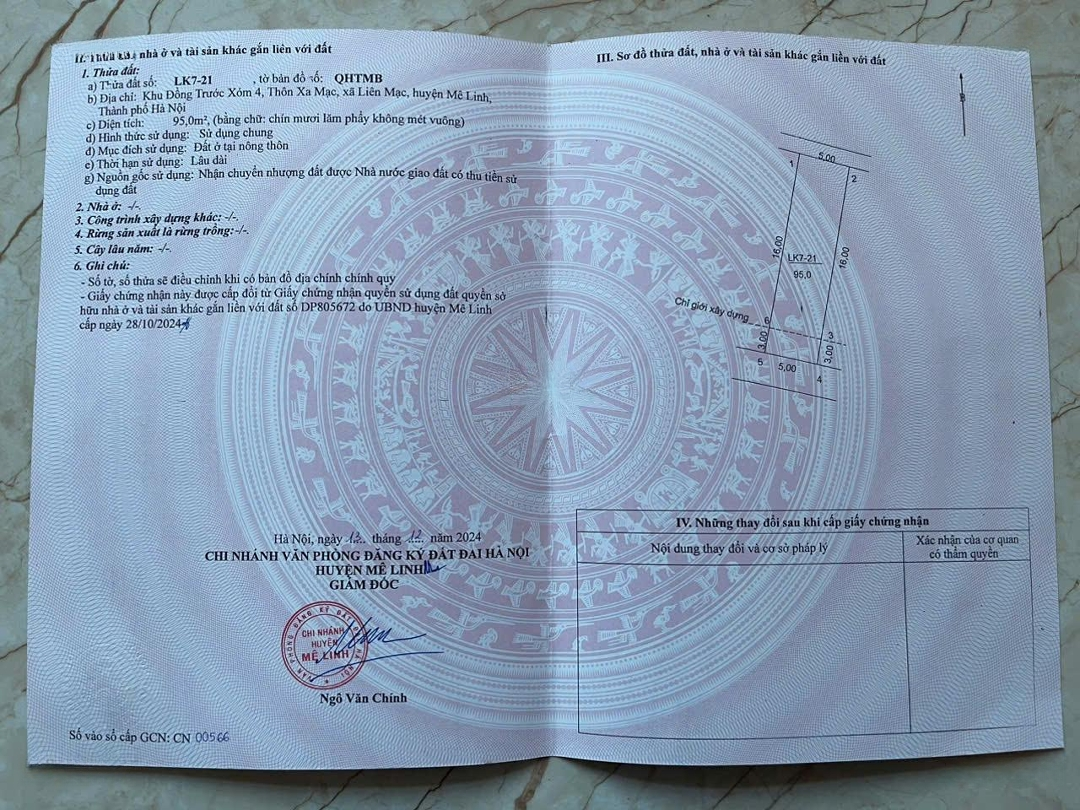 nhà ở và tài sản khác gắn liền với đất
1. Thửa đất:
a) Thửa đất số: LK7-21 , tờ bản đồ số: QHTMB
b) Địa chỉ: Khu Đồng Trước Xóm 4, Thôn Xa Mạc, xã Liên Mạc, huyện Mê Linh,
Thành phố Hà Nội
c) Diện tích: 95,0m², (bằng chữ: chín mươi lăm phẩy không mét vuông)
d) Hình thức sử dụng: Sử dụng chung
đ) Mục đích sử dụng: Đất ở tại nông thôn
e) Thời hạn sử dụng: Lâu dài
g) Nguồn gốc sử dụng: Nhận chuyển nhượng đất được Nhà nước giao đất có thu tiền sử
dụng đất
2. Nhà ở: -/-.
3. Công trình xây dựng khác: -/-.
4. Rừng sản xuất là rừng trồng:-/-.
5. Cây lâu năm: -/-.
6. Ghi chú:
- Số tờ, số thửa sẽ điều chỉnh khi có bản đồ địa chính chính quy
- Giấy chứng nhận này được cấp đổi từ Giấy chứng nhận quyền sử dụng đất quyền sở
hữu nhà ở và tài sản khác gắn liền với đất số DP805672 do UBND huyện Mê Linh
cấp ngày 28/10/2024
Hà Nội, ngày tháng năm 2024
CHI NHÁNH VĂN PHÒNG ĐĂNG KÝ ĐẤT ĐAI HÀ NỘI
HUYỆN MÊ LINH
GIÁM ĐỐC
VĂN PHÒNG ĐĂNG KÝ ĐẤT ĐAI HÀ NỘI
CHI NHÁNH
HUYỆN
MÊ LINH
Ngô Văn Chính
Số vào sổ cấp GCN: CN 00566
III. Sơ đồ thửa đất, nhà ở và tài sản khác gắn liền với đất
B
5,00
1
2
16,00
16,00
LK7-21
95,0
Chỉ giới xây dựng
6
3
3,00
3,00
5
5,00
4
IV. Những thay đổi sau khi cấp giấy chứng nhận
Nội dung thay đổi và cơ sở pháp lý
Xác nhận của cơ quan
có thẩm quyền